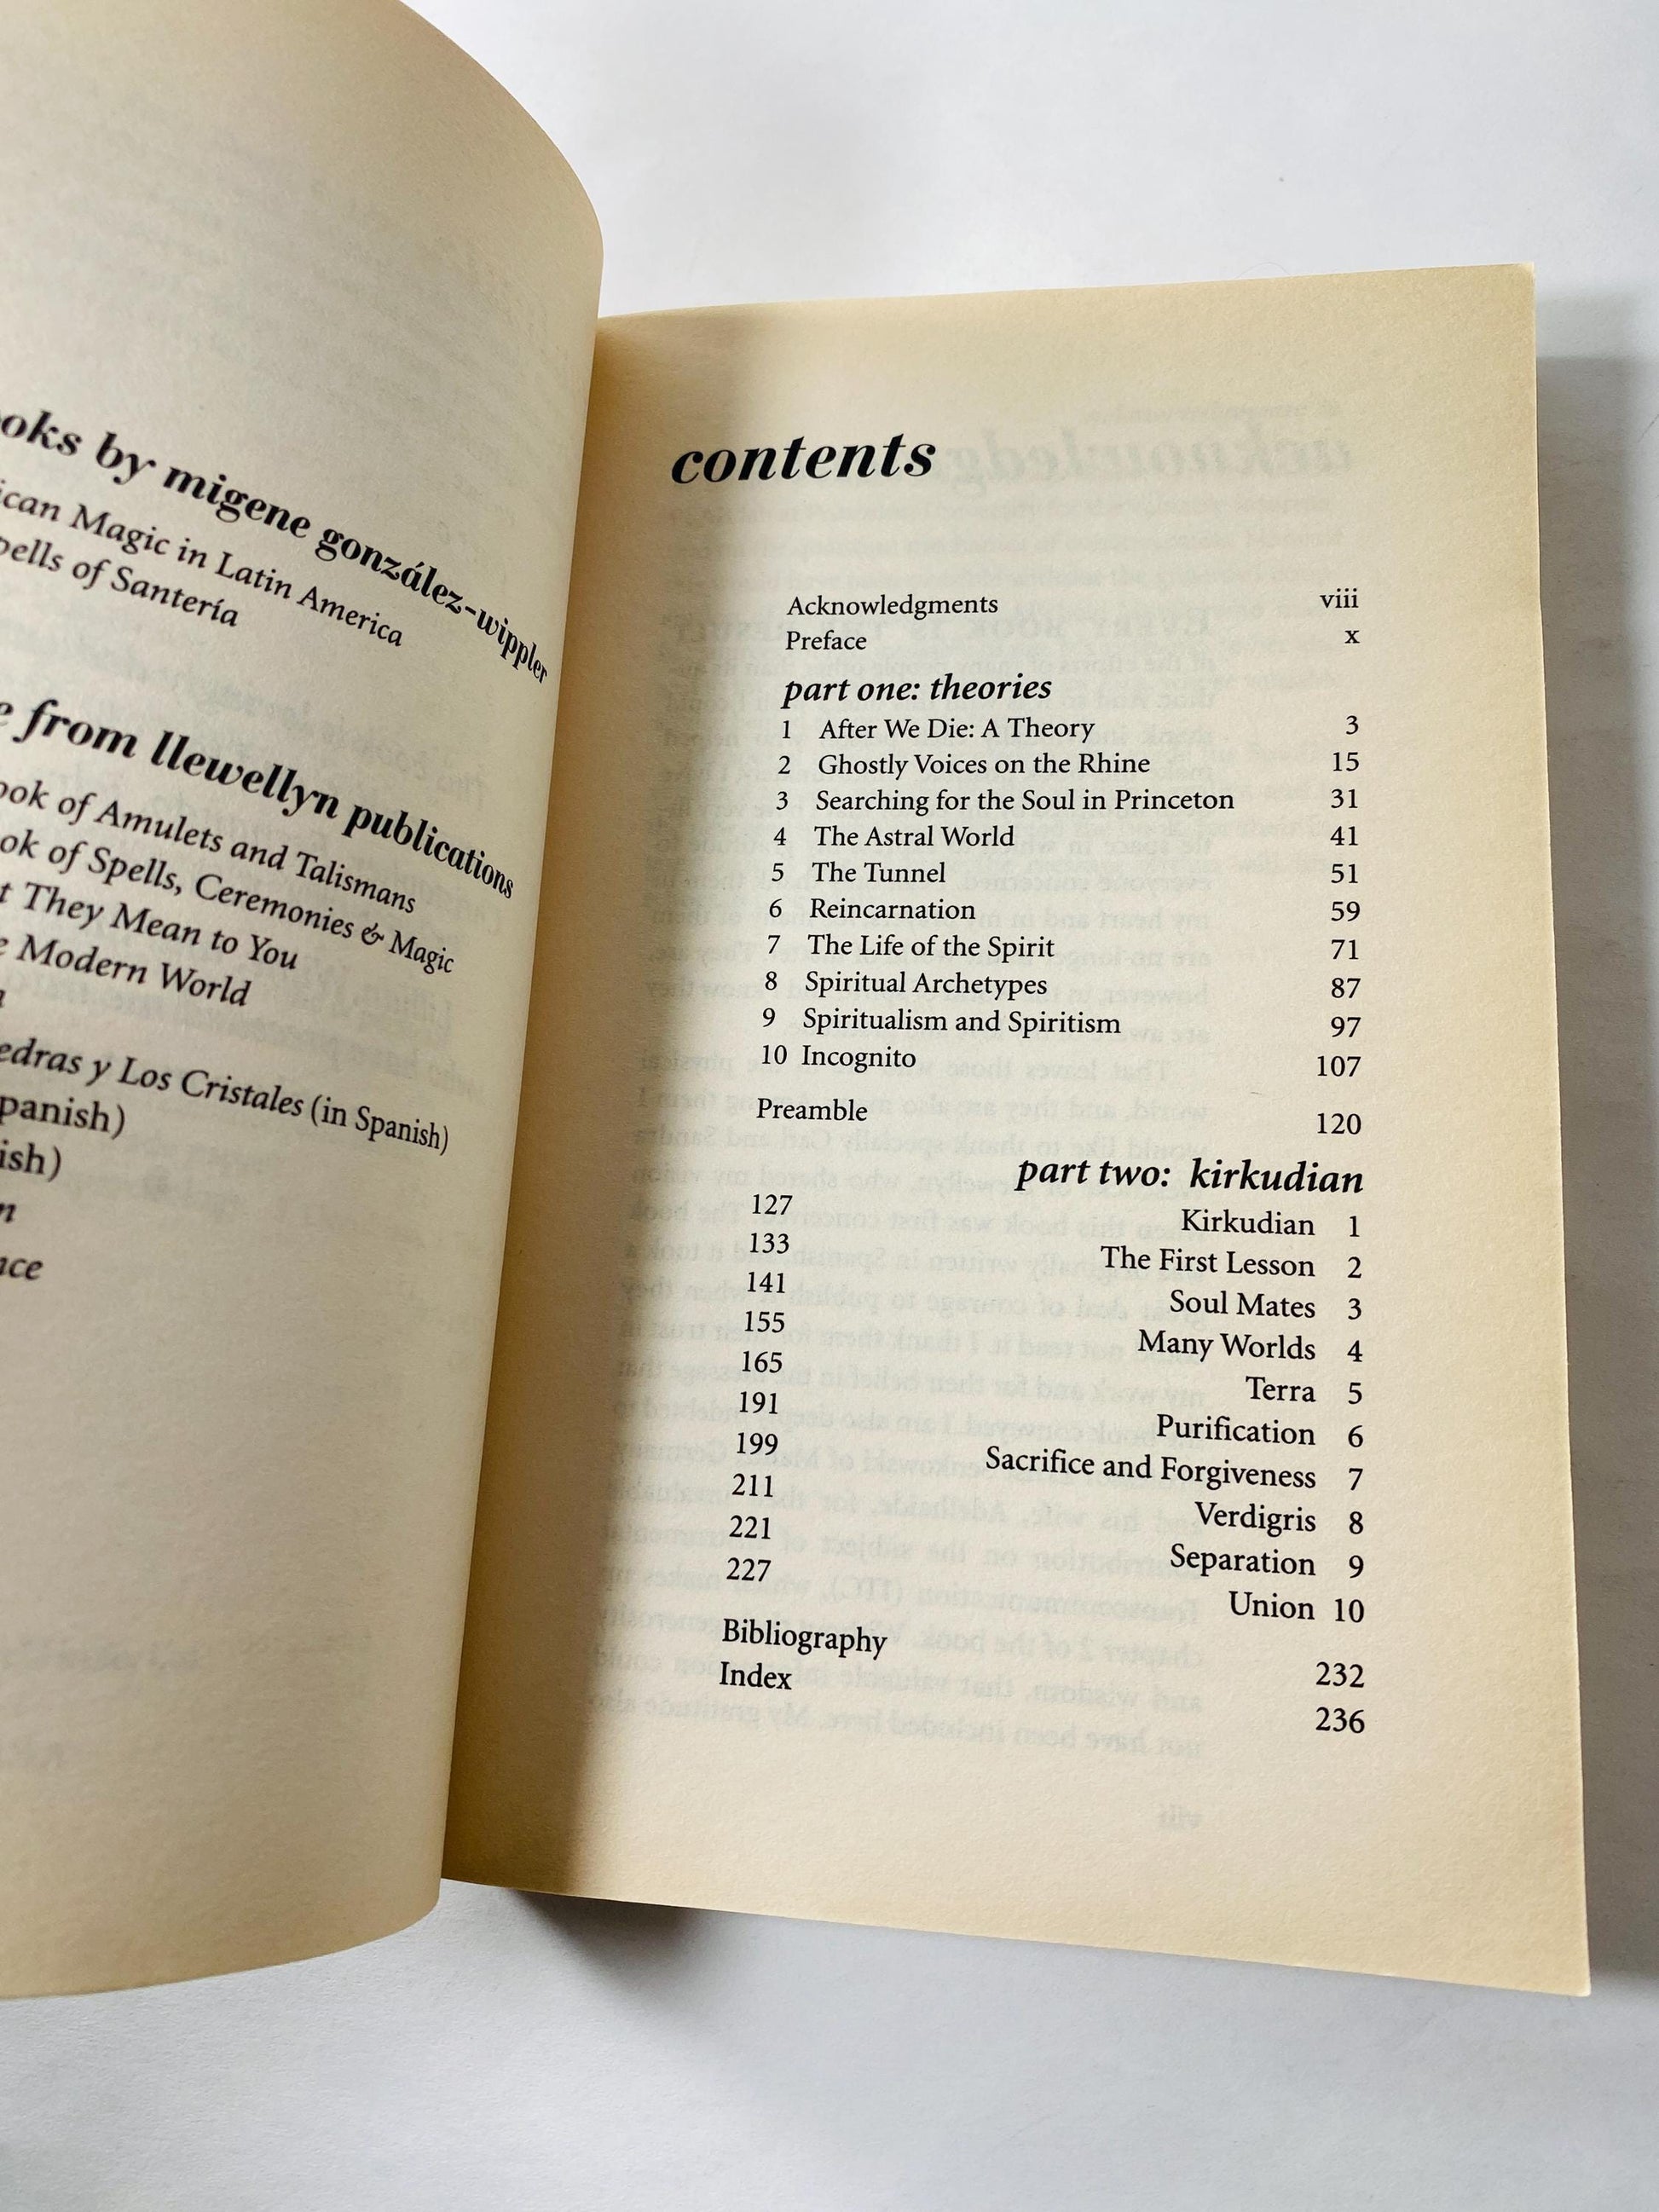 oks by migene gonzález-wippler
ican Magic in Latin America
pells of Santería
e from llewellyn publications
ook of Amulets and Talismans
ok of Spells, Ceremonies & Magic
t They Mean to You
e Modern World
a
edras y Los Cristales (in Spanish)
panish)
ish)
n
nce
contents
Acknowledgments viii
Preface x
part one: theories
1 After We Die: A Theory 3
2 Ghostly Voices on the Rhine 15
3 Searching for the Soul in Princeton 31
4 The Astral World 41
5 The Tunnel 51
6 Reincarnation 59
7 The Life of the Spirit 71
8 Spiritual Archetypes 87
9 Spiritualism and Spiritism 97
10 Incognito 107
Preamble 120
part two: kirkudian
127 Kirkudian 1
133 The First Lesson 2
141 Soul Mates 3
155 Many Worlds 4
165 Terra 5
191 Purification 6
199 Sacrifice and Forgiveness 7
211 Verdigris 8
221 Separation 9
227 Union 10
Bibliography 232
Index 236